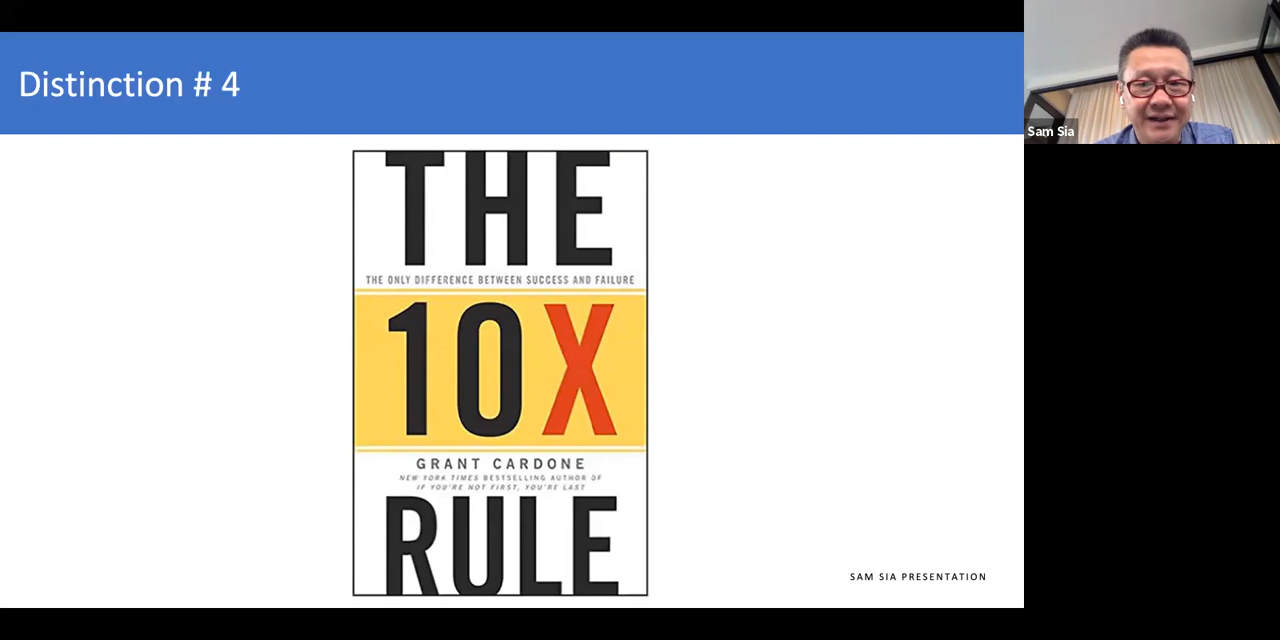 Distinction # 4
THE
THE ONLY DIFFERENCE BETWEEN SUCCESS AND FAILURE
10X
GRANT CARDONE
NEW YORK TIMES BESTSELLING AUTHOR OF
IF YOU'RE NOT FIRST, YOU'RE LAST
RULE
SAM SIA PRESENTATION
Sam Sia